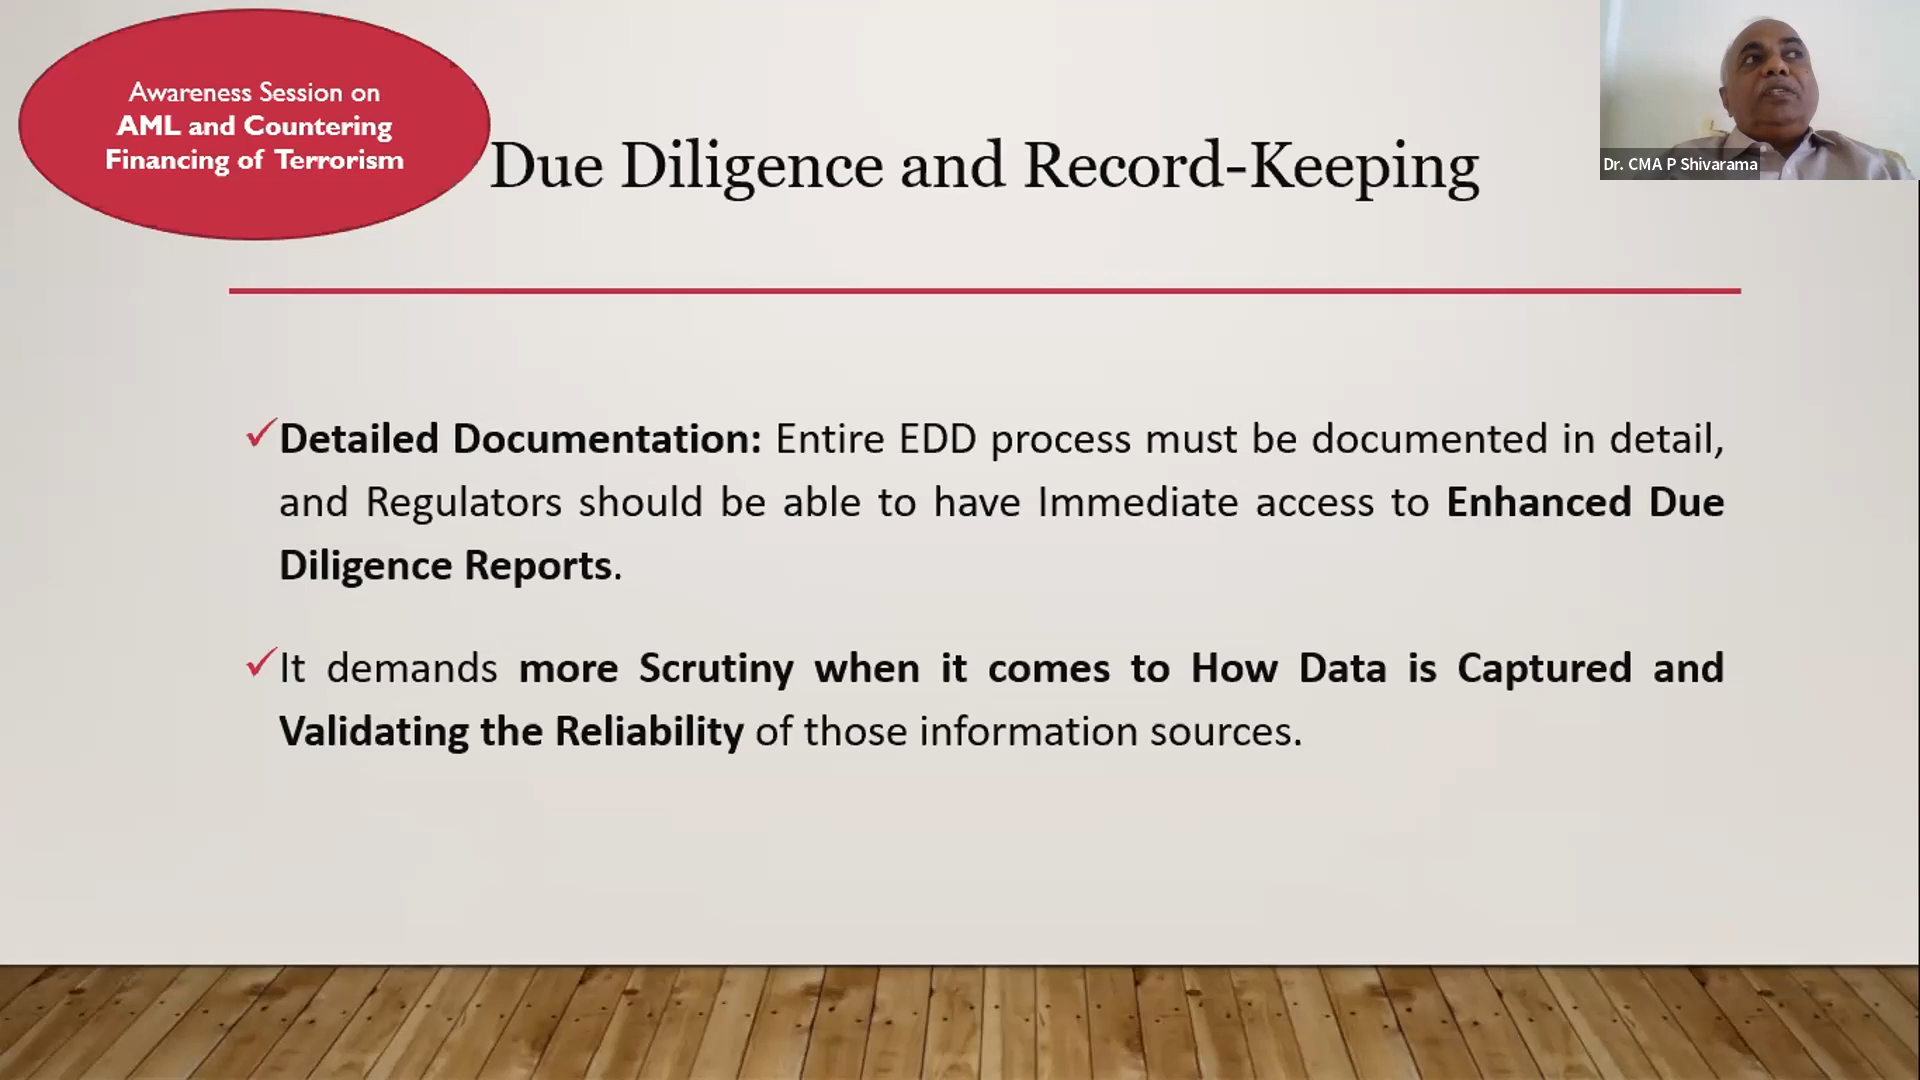 Awareness Session on
AML and Countering
Financing of Terrorism
Due Diligence and Record-Keeping
Dr. CMA P Shivarama
✓Detailed Documentation: Entire EDD process must be documented in detail,
and Regulators should be able to have Immediate access to Enhanced Due
Diligence Reports.
✓It demands more Scrutiny when it comes to How Data is Captured and
Validating the Reliability of those information sources.